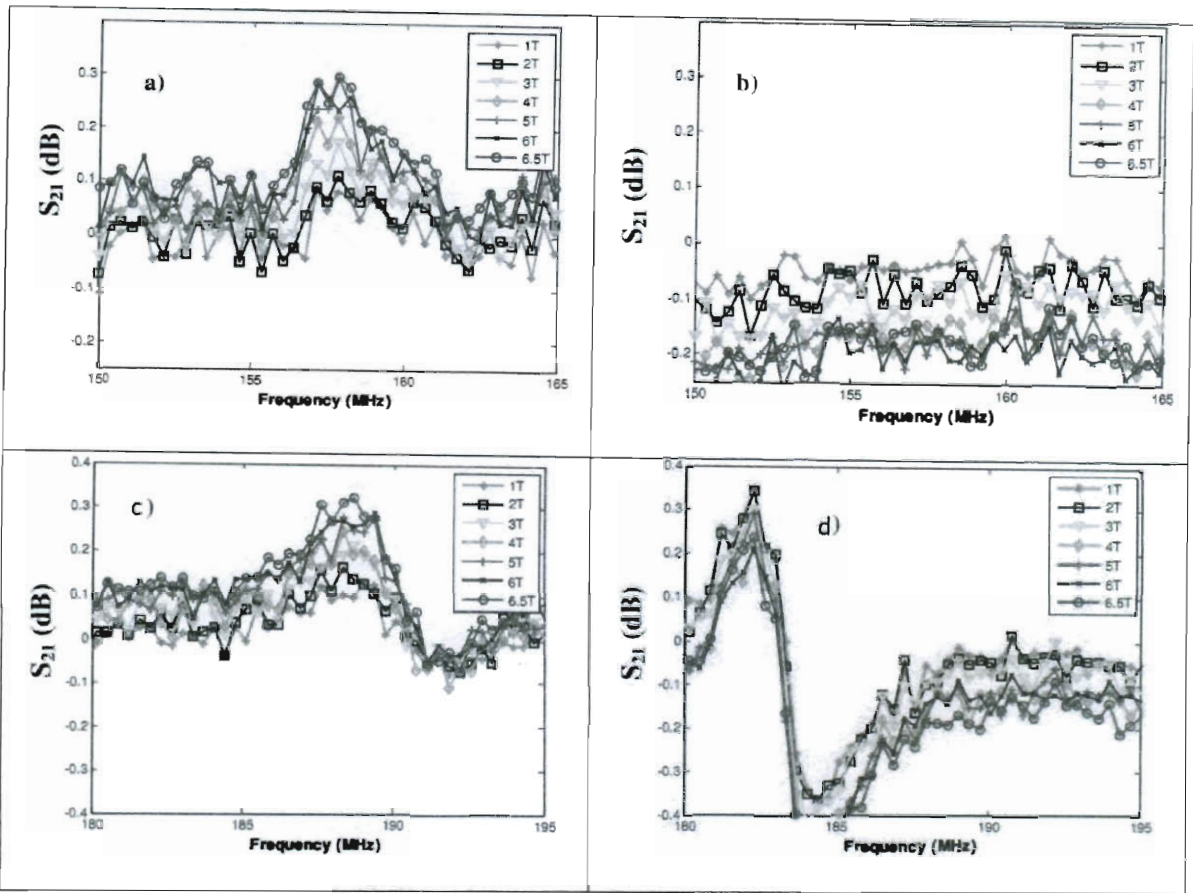 a)
S21 (dB)
0.3
0.2
0.1
0
-0.1
-0.2
150
155
160
165
Frequency (MHz)
1T
2T
3T
4T
5T
6T
6.5T
b)
S21 (dB)
0.3
0.2
0.1
0
-0.1
-0.2
150
155
160
165
Frequency (MHz)
1T
2T
3T
4T
5T
6T
6.5T
c)
S21 (dB)
0.4
0.3
0.2
0.1
0
-0.1
-0.2
-0.3
-0.4
180
185
190
195
Frequency (MHz)
1T
2T
3T
4T
5T
6T
6.5T
d)
S21 (dB)
0.4
0.3
0.2
0.1
0
-0.1
-0.2
-0.3
-0.4
180
185
190
195
Frequency (MHz)
1T
2T
3T
4T
5T
6T
6.5T